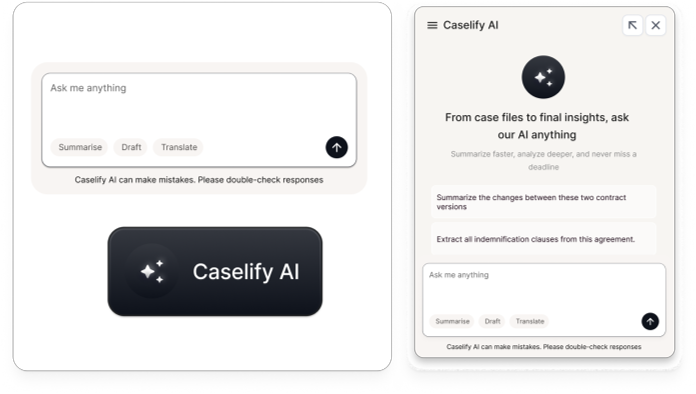 Ask me anything
Summarise
Draft
Translate
Caselify AI can make mistakes. Please double-check responses
Caselify AI
Caselify AI
From case files to final insights, ask
our AI anything
Summarize faster, analyze deeper, and never miss a
deadline
Summarize the changes between these two contract
versions
Extract all indemnification clauses from this agreement.
Ask me anything
Summarise
Draft
Translate
Caselify AI can make mistakes. Please double-check responses